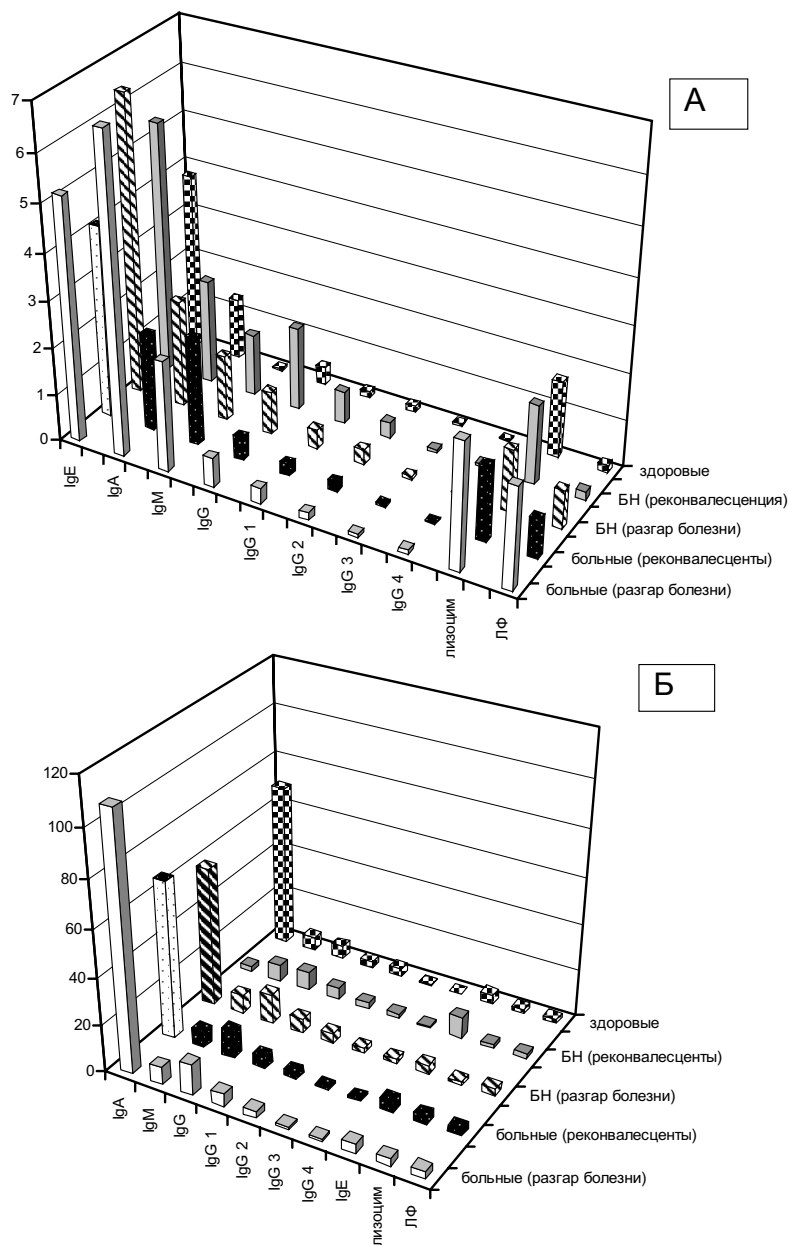 А
7
6
5
4
3
2
1
0
IgE
IgA
IgM
IgG
IgG 1
IgG 2
IgG 3
IgG 4
лизоцим
ЛФ
здоровые
БН (реконвалесценция)
БН (разгар болезни)
больные (реконвалесценты)
больные (разгар болезни)
Б
120
100
80
60
40
20
0
IgA
IgM
IgG
IgG 1
IgG 2
IgG 3
IgG 4
IgE
лизоцим
ЛФ
здоровые
БН (реконвалесценты)
БН (разгар болезни)
больные (реконвалесценты)
больные (разгар болезни)